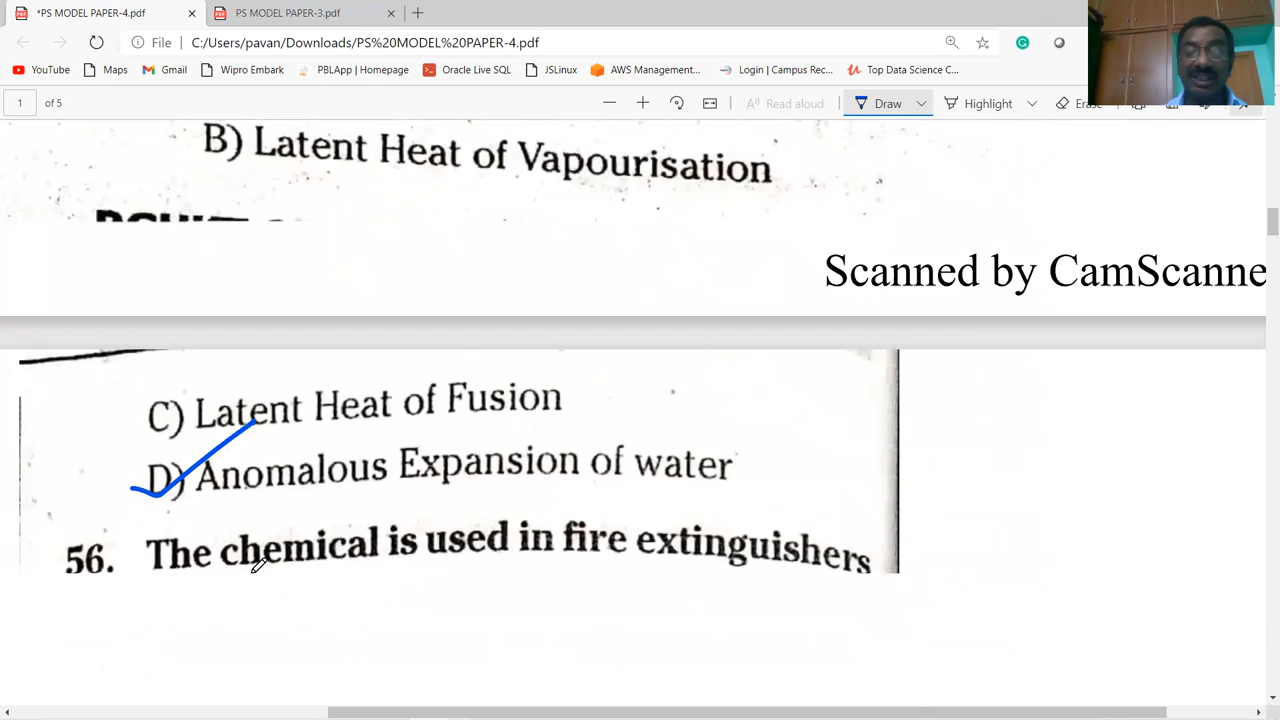 *PS MODEL PAPER-4.pdf
PS MODEL PAPER-3.pdf
File
C:/Users/pavan/Downloads/PS%20MODEL%20PAPER-4.pdf
YouTube
Maps
Gmail
Wipro Embark
PBLApp | Homepage
Oracle Live SQL
JSLinux
AWS Management...
Login | Campus Rec...
Top Data Science C...
1 of 5
Read aloud
Draw
Highlight
Erase
B) Latent Heat of Vapourisation
Scanned by CamScanne
C) Latent Heat of Fusion
D) Anomalous Expansion of water
56. The chemical is used in fire extinguishers